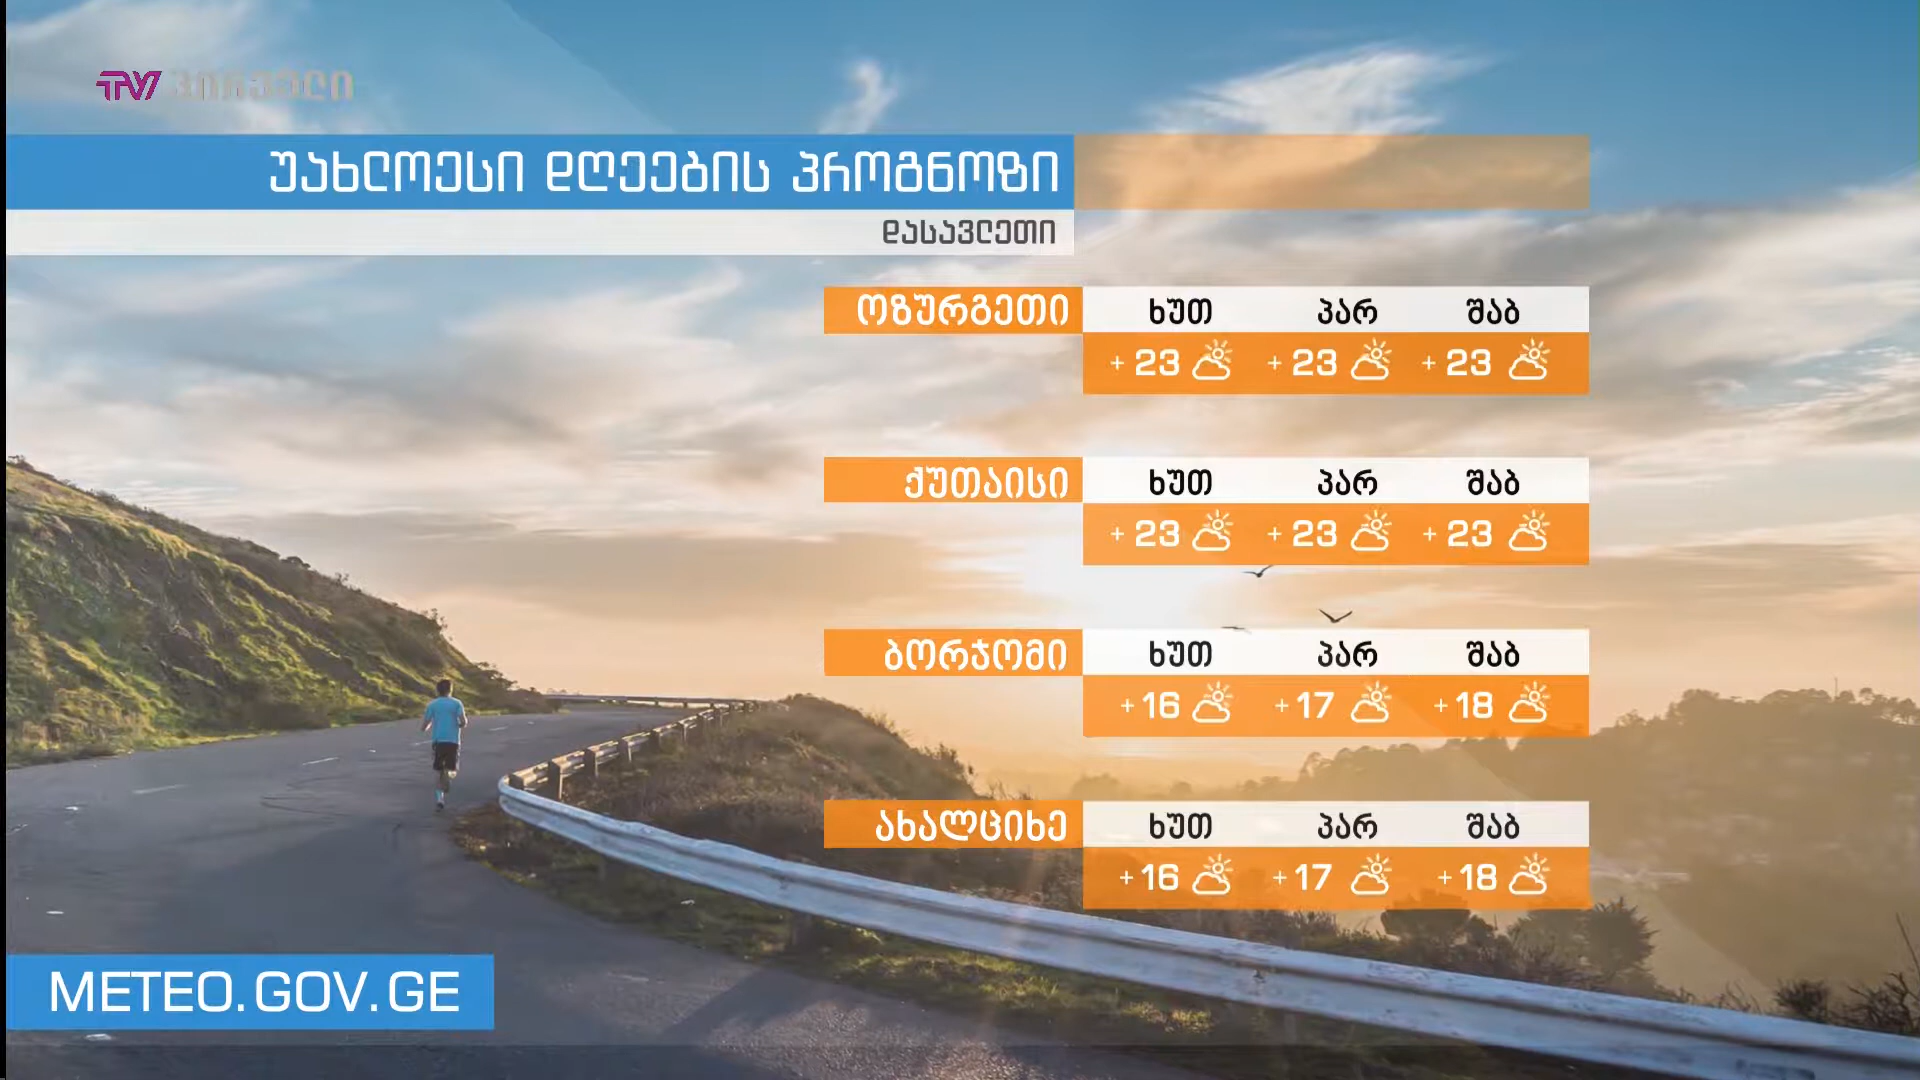 TV პირველი
უახლოესი დღეების პროგნოზი
დასავლეთი
ოზურგეთი ხუთ პარ შაბ
+ 23 + 23 + 23
ქუთაისი ხუთ პარ შაბ
+ 23 + 23 + 23
ბორჯომი ხუთ პარ შაბ
+ 16 + 17 + 18
ახალციხე ხუთ პარ შაბ
+ 16 + 17 + 18
METEO.GOV.GE